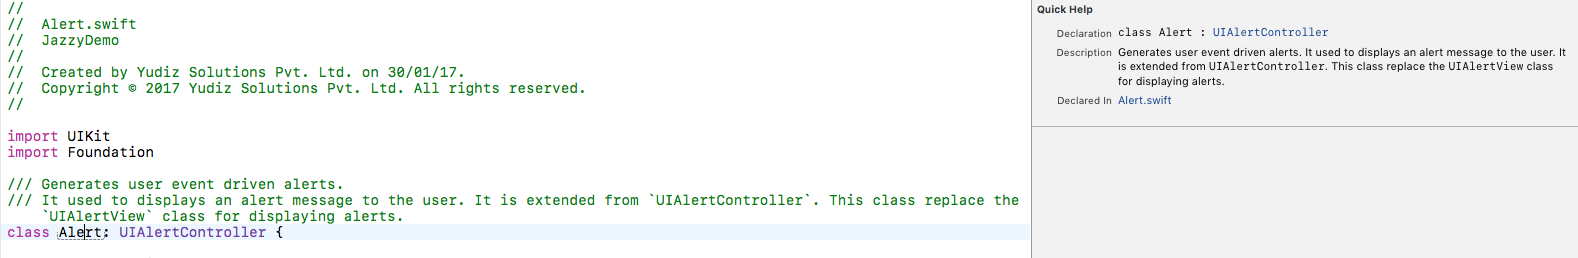 //
//  Alert.swift
//  JazzyDemo
//
//  Created by Yudiz Solutions Pvt. Ltd. on 30/01/17.
//  Copyright © 2017 Yudiz Solutions Pvt. Ltd. All rights reserved.
//
import UIKit
import Foundation
/// Generates user event driven alerts.
/// It used to displays an alert message to the user. It is extended from `UIAlertController`. This class replace the
`UIAlertView` class for displaying alerts.
class Alert: UIAlertController {
Quick Help
Declaration class Alert : UIAlertController
Description Generates user event driven alerts. It used to displays an alert message to the user. It
is extended from UIAlertController. This class replace the UIAlertView class
for displaying alerts.
Declared In Alert.swift